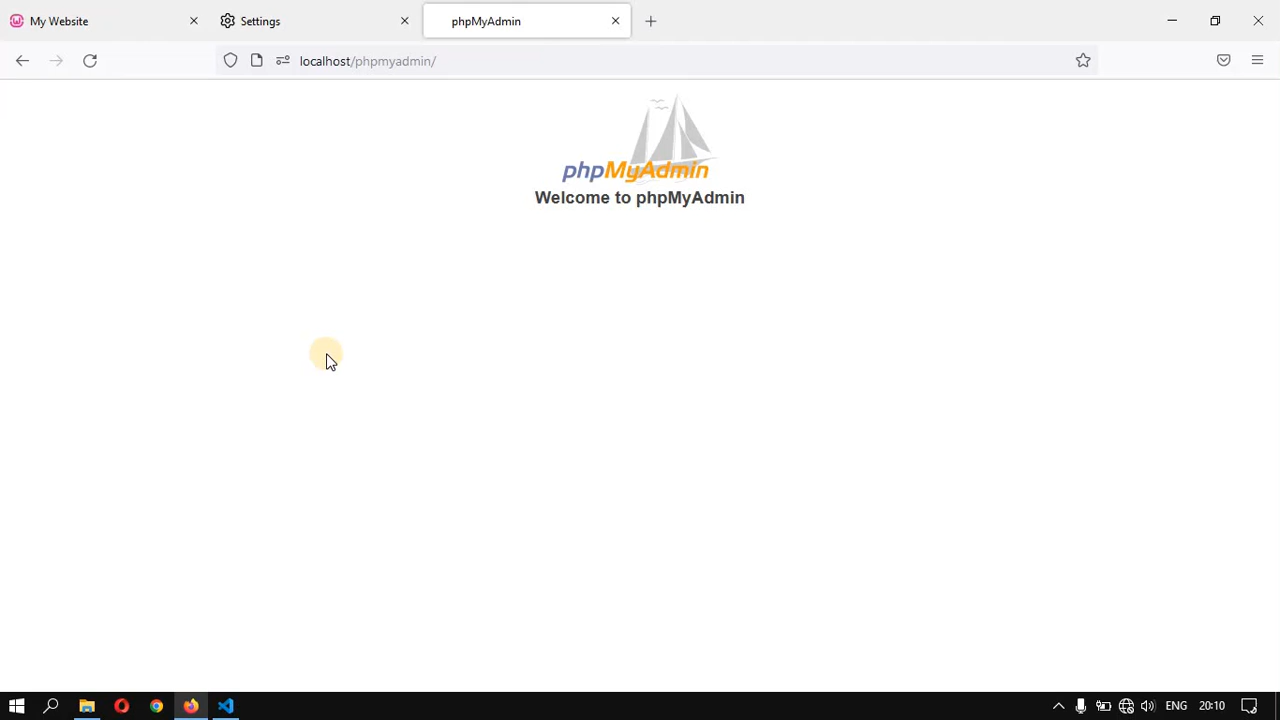 My Website
Settings
phpMyAdmin
localhost/phpmyadmin/
phpMyAdmin
Welcome to phpMyAdmin
ENG
20:10